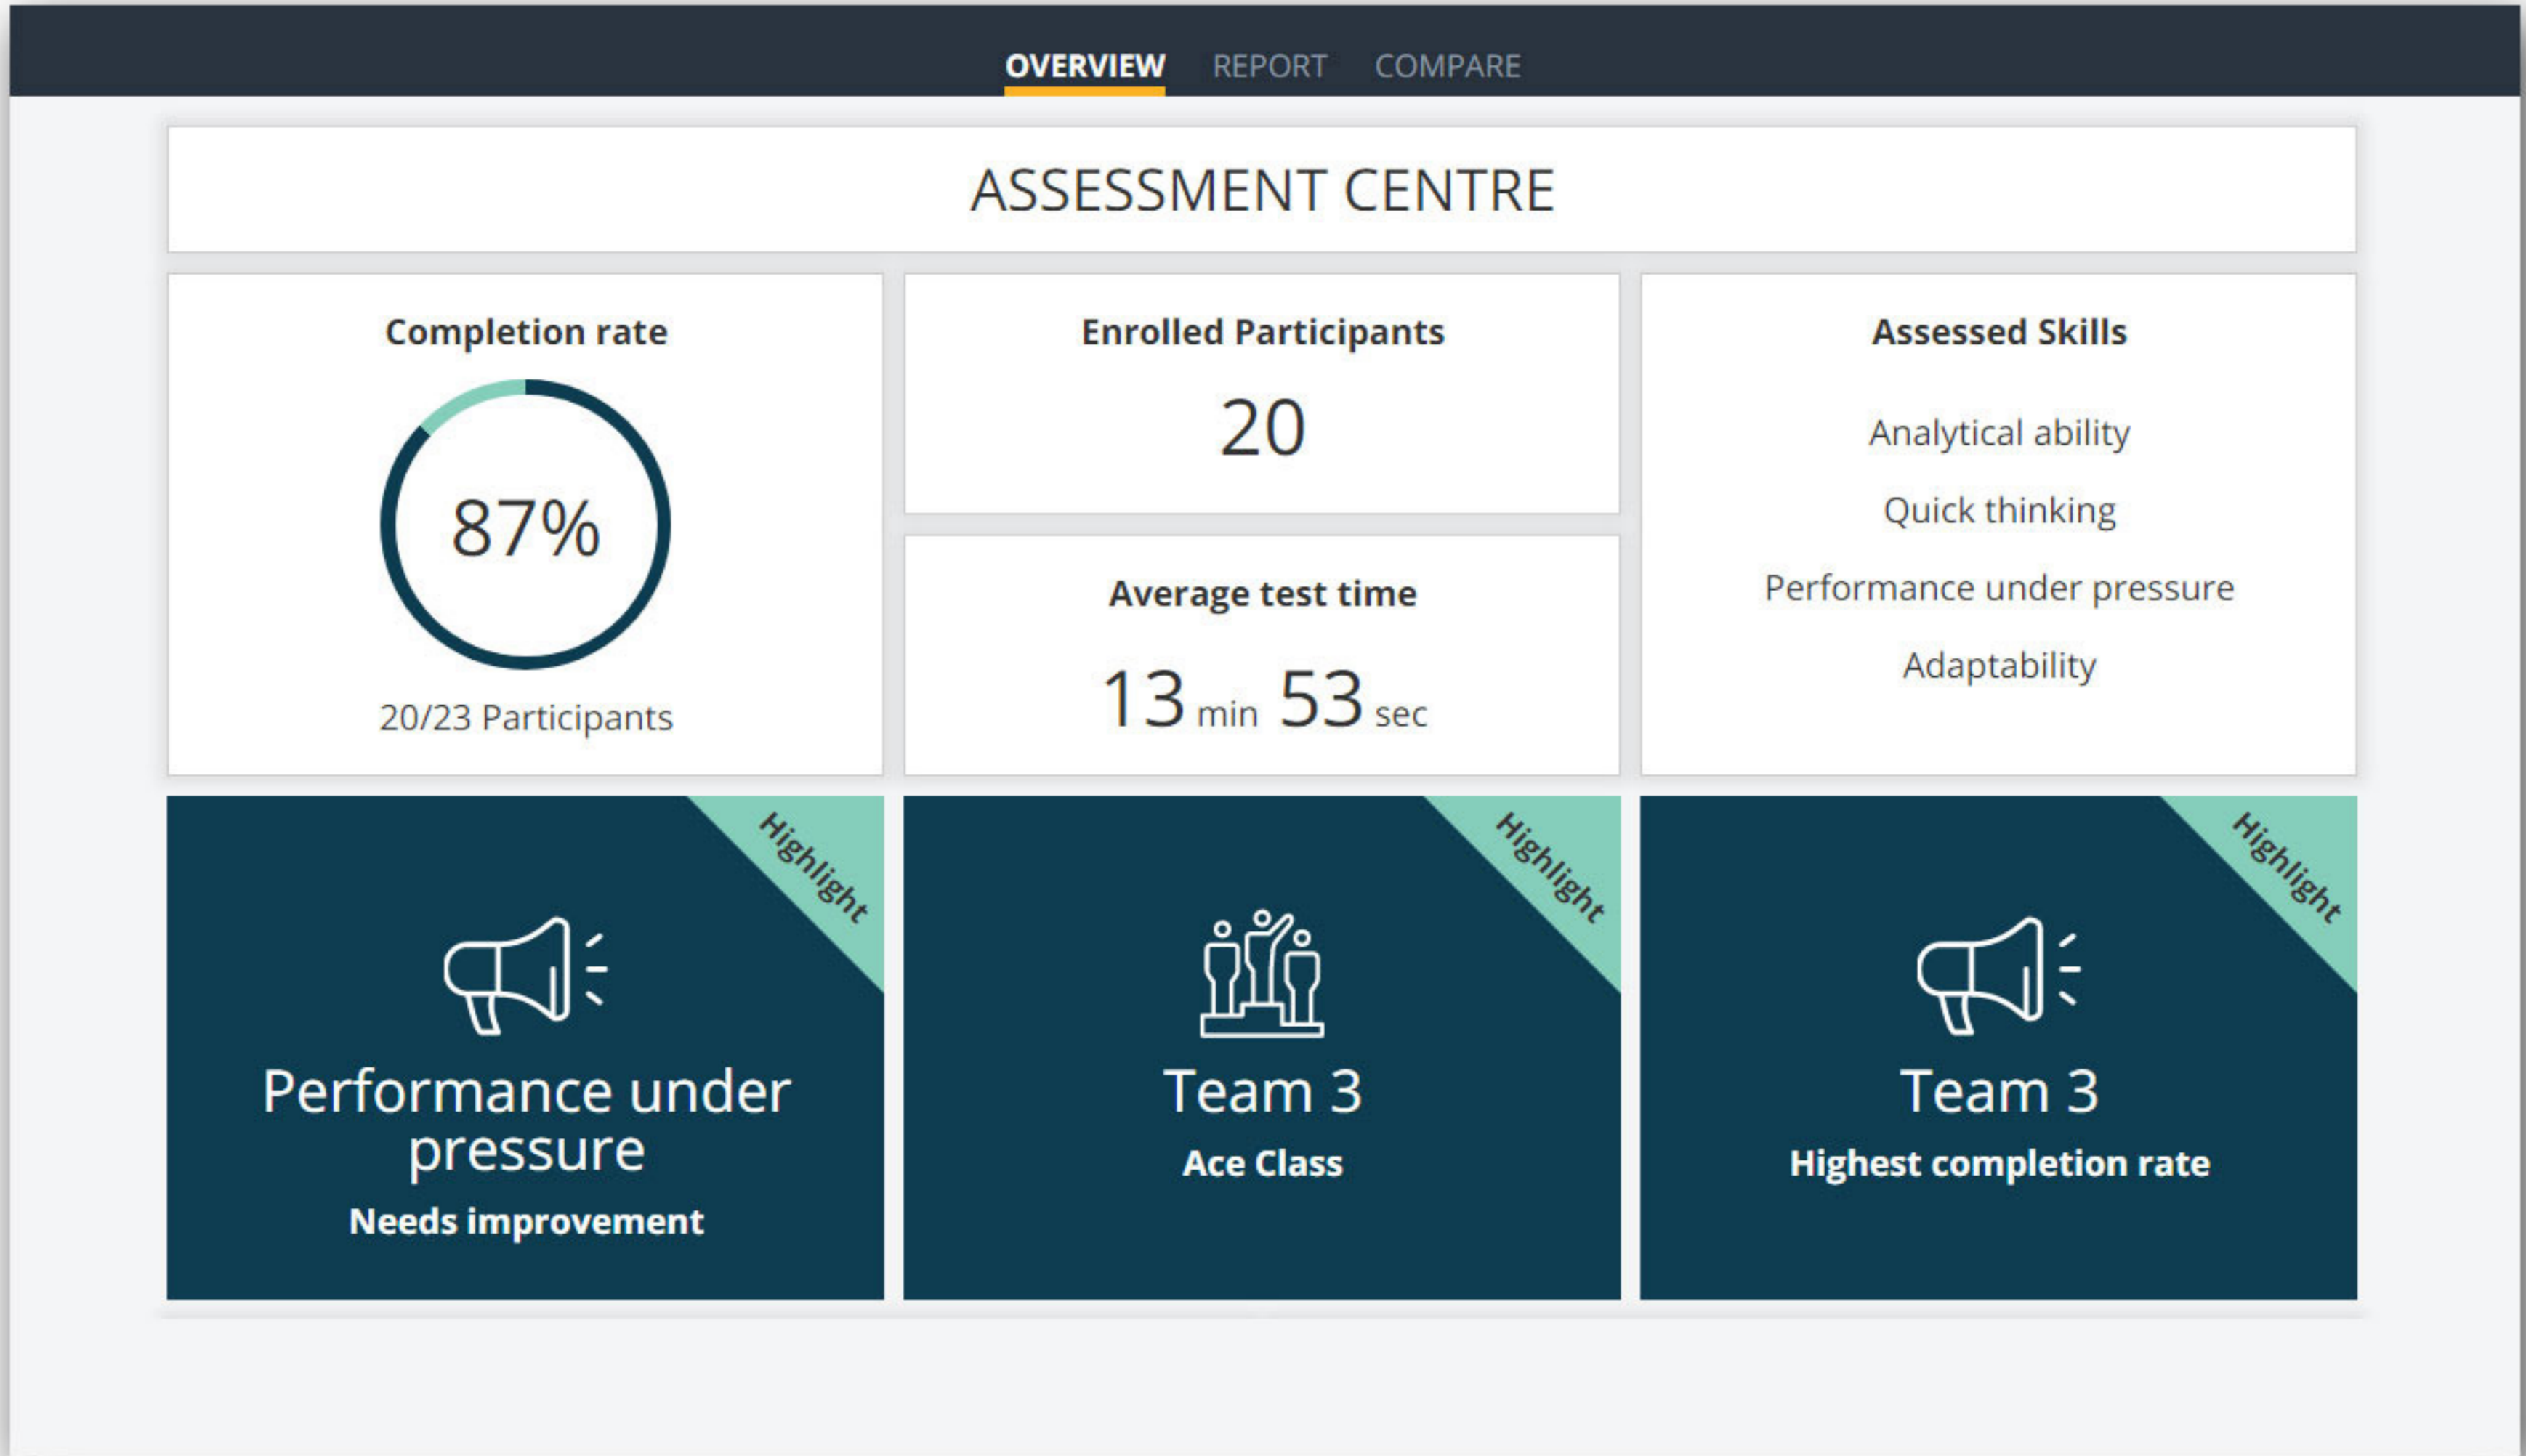 OVERVIEW REPORT COMPARE
ASSESSMENT CENTRE
Completion rate
87%
20/23 Participants
Enrolled Participants
20
Average test time
13 min 53 sec
Assessed Skills
Analytical ability
Quick thinking
Performance under pressure
Adaptability
Highlight
Performance under
pressure
Needs improvement
Highlight
Team 3
Ace Class
Highlight
Team 3
Highest completion rate